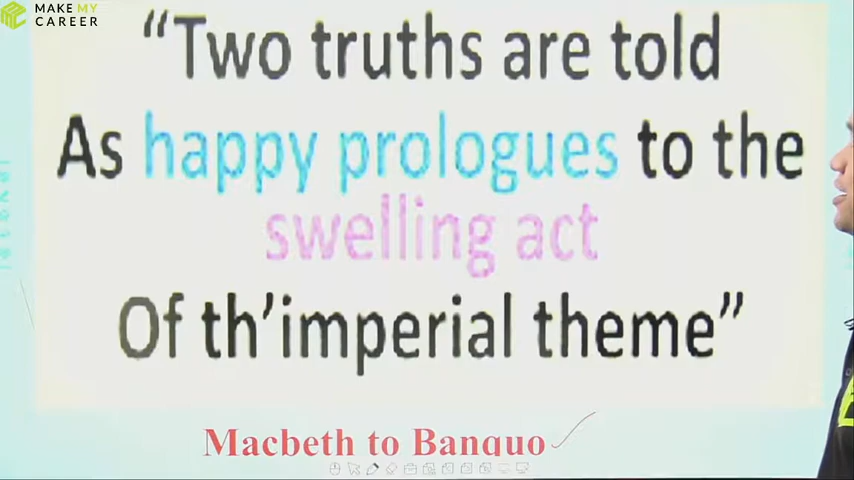 MAKE MY
CAREER
“Two truths are told
As happy prologues to the
swelling act
Of th’imperial theme”
Macbeth to Banquo